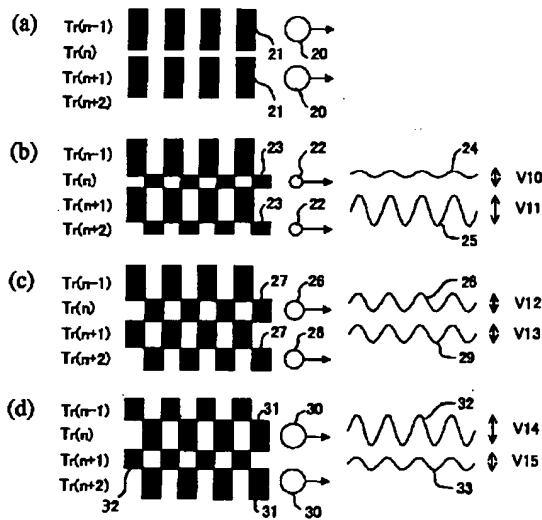 (a)
Tr(n-1)
Tr(n)
Tr(n+1)
Tr(n+2)
21
20
21
20
(b)
Tr(n-1)
Tr(n)
Tr(n+1)
Tr(n+2)
23
22
24
V10
23
22
V11
25
(c)
Tr(n-1)
Tr(n)
Tr(n+1)
Tr(n+2)
27
26
28
V12
27
28
V13
29
(d)
Tr(n-1)
Tr(n)
Tr(n+1)
Tr(n+2)
31
30
32
V14
V15
32
31
30
33